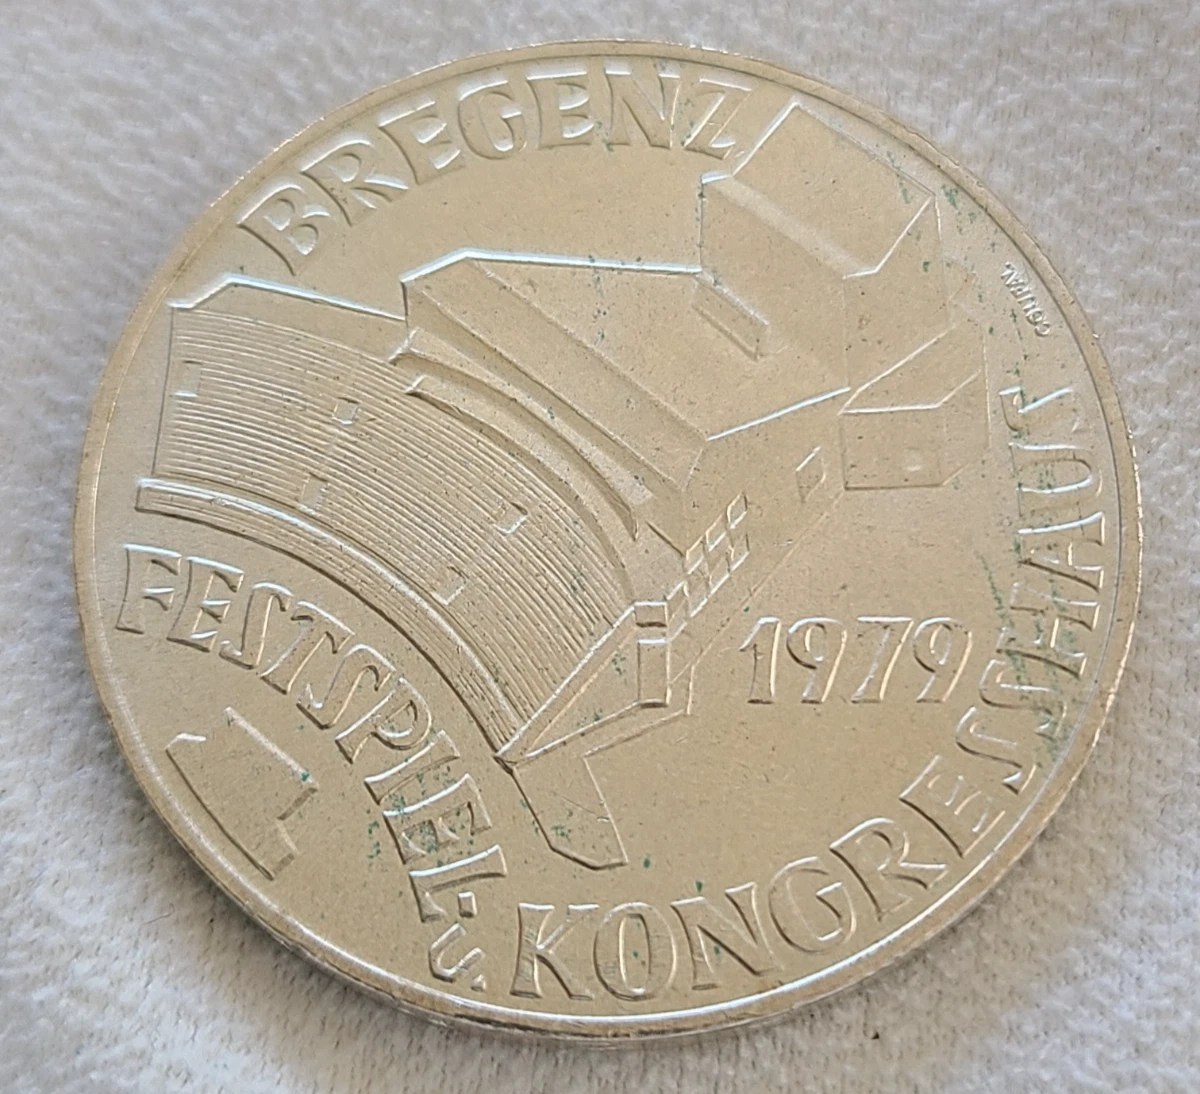 BREGENZ
FESTSPIEL- U. KONGRESSHAUS
1979